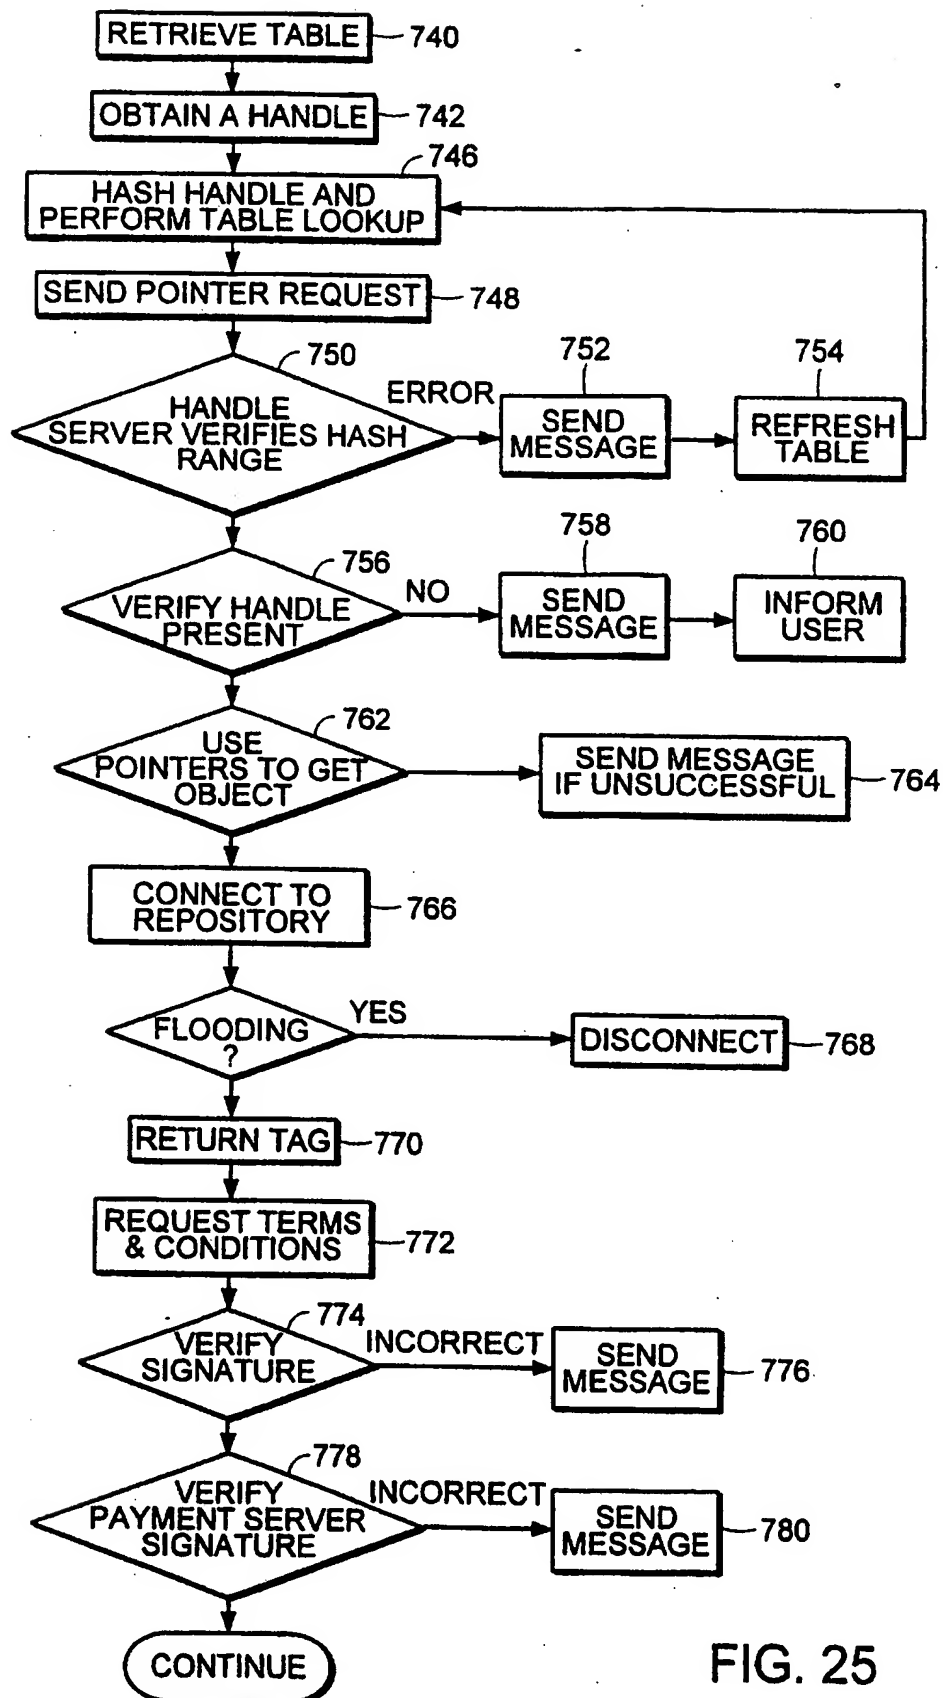 RETRIEVE TABLE 740
OBTAIN A HANDLE 742
746
HASH HANDLE AND
PERFORM TABLE LOOKUP
SEND POINTER REQUEST 748
750
HANDLE
SERVER VERIFIES HASH
RANGE
ERROR
752
SEND
MESSAGE
754
REFRESH
TABLE
756
VERIFY HANDLE
PRESENT
NO
758
SEND
MESSAGE
760
INFORM
USER
762
USE
POINTERS TO GET
OBJECT
SEND MESSAGE
IF UNSUCCESSFUL
764
CONNECT TO
REPOSITORY
766
FLOODING
?
YES
DISCONNECT 768
RETURN TAG 770
REQUEST TERMS
& CONDITIONS
772
774
VERIFY
SIGNATURE
INCORRECT
SEND
MESSAGE
776
778
VERIFY
PAYMENT SERVER
SIGNATURE
INCORRECT
SEND
MESSAGE
780
CONTINUE
FIG. 25